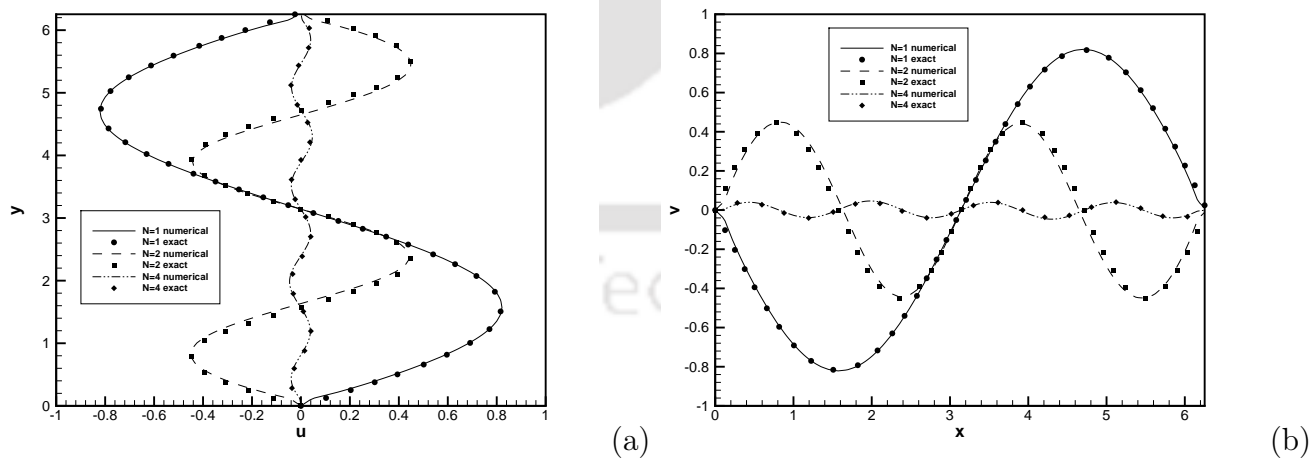 y
6
5
4
3
2
1
0
-1
-0.8
-0.6
-0.4
-0.2
0
0.2
0.4
0.6
0.8
1
u
N=1 numerical
N=1 exact
N=2 numerical
N=2 exact
N=4 numerical
N=4 exact
(a)
v
1
0.8
0.6
0.4
0.2
0
-0.2
-0.4
-0.6
-0.8
-1
0
1
2
3
4
5
6
x
N=1 numerical
N=1 exact
N=2 numerical
N=2 exact
N=4 numerical
N=4 exact
(b)